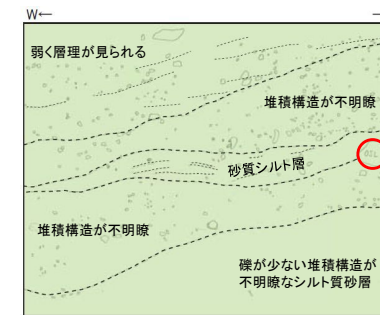 W←
弱く層理が見られる
堆積構造が不明瞭
砂質シルト層
堆積構造が不明瞭
礫が少ない堆積構造が
不明瞭なシルト質砂層